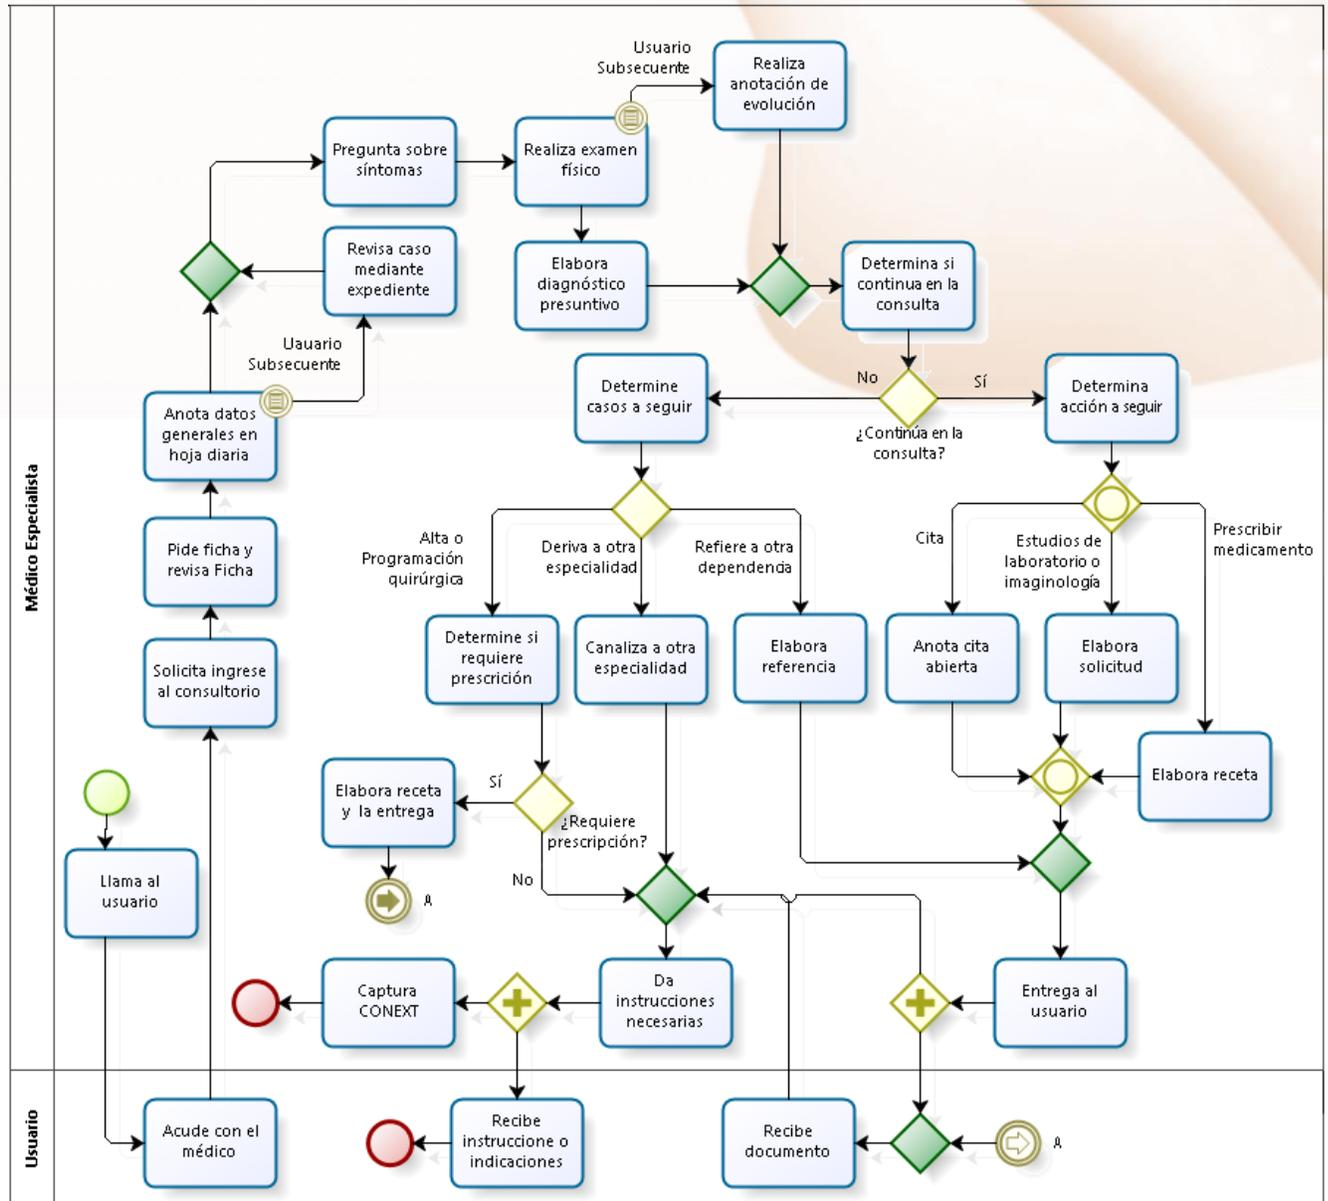 Usuario
Subsecuente
Realiza
anotación de
evolución
Pregunta sobre
síntomas
Realiza examen
físico
Revisa caso
mediante
expediente
Elabora
diagnóstico
presuntivo
Determina si
continua en la
consulta
Uauario
Subsecuente
Determine
casos a seguir
No
Sí
Determina
acción a seguir
¿Continúa en la
consulta?
Anota datos
generales en
hoja diaria
Médico Especialista
Pide ficha y
revisa Ficha
Alta o
Programación
quirúrgica
Deriva a otra
especialidad
Refiere a otra
dependencia
Cita
Estudios de
laboratorio o
imaginología
Prescribir
medicamento
Solicita ingrese
al consultorio
Determine si
requiere
prescrición
Canaliza a otra
especialidad
Elabora
referencia
Anota cita
abierta
Elabora
solicitud
Elabora receta
y la entrega
Sí
¿Requiere
prescripción?
Elabora receta
Llama al
usuario
No
A
Captura
CONEXT
Da
instrucciones
necesarias
Entrega al
usuario
Usuario
Acude con el
médico
Recibe
instruccione o
indicaciones
Recibe
documento
A